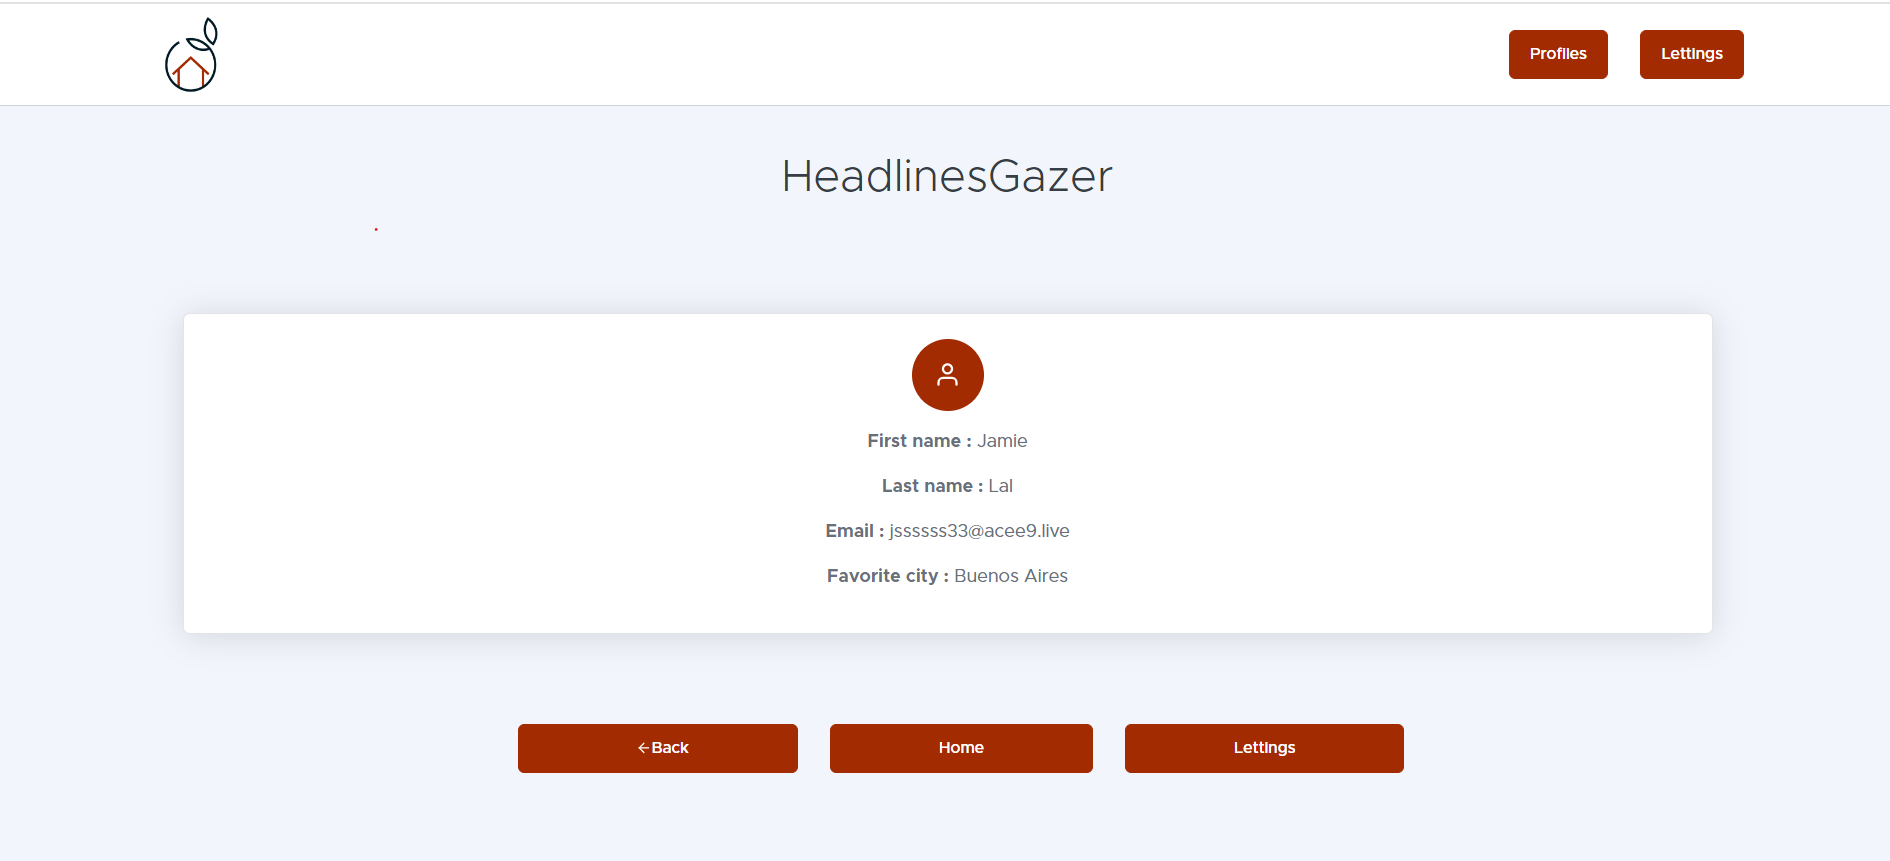 Profiles
Lettings
HeadlinesGazer
First name : Jamie
Last name : Lal
Email : jssssss33@acee9.live
Favorite city : Buenos Aires
←Back
Home
Lettings